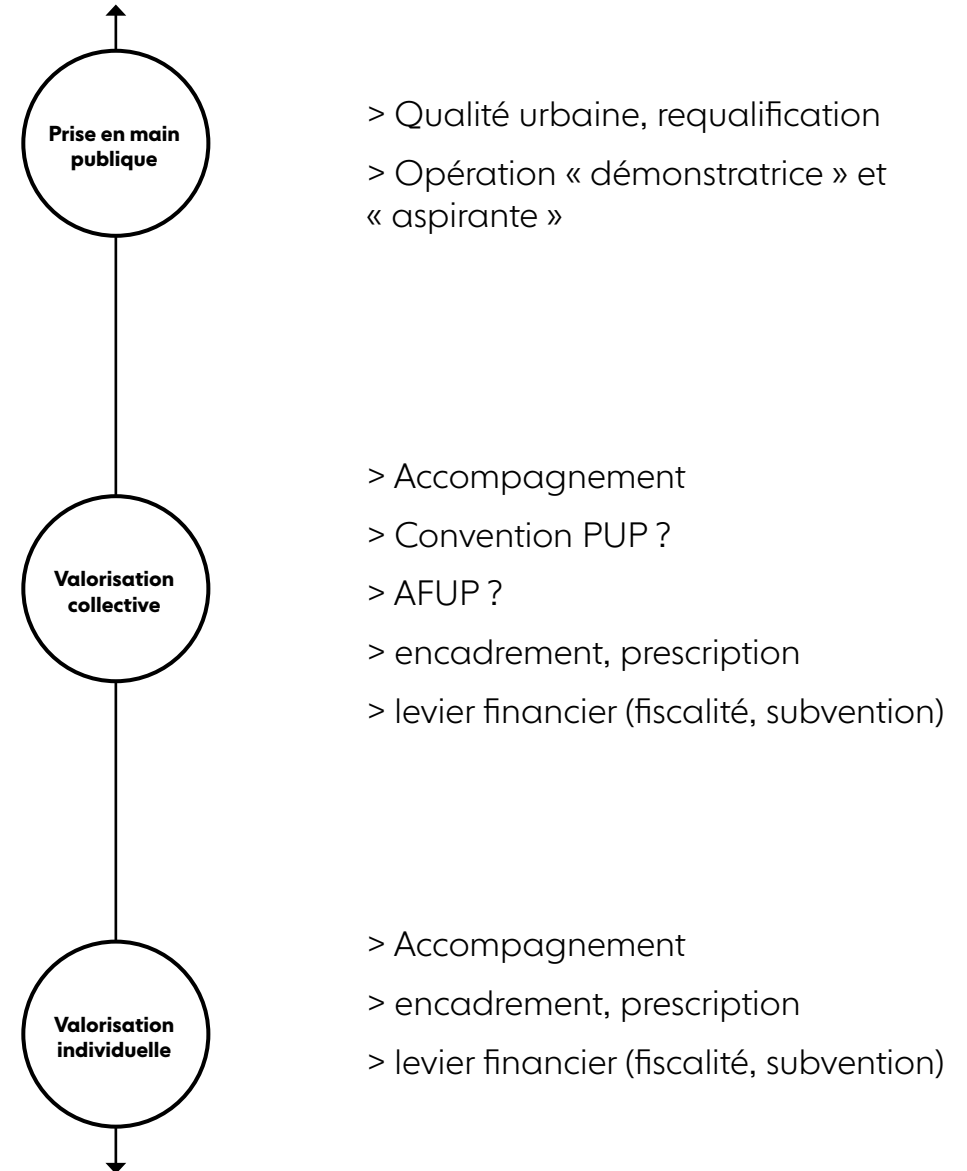 Prise en main
publique
> Qualité urbaine, requalification
> Opération « démonstratrice » et
« aspirante »
Valorisation
collective
> Accompagnement
> Convention PUP ?
> AFUP ?
> encadrement, prescription
> levier financier (fiscalité, subvention)
Valorisation
individuelle
> Accompagnement
> encadrement, prescription
> levier financier (fiscalité, subvention)